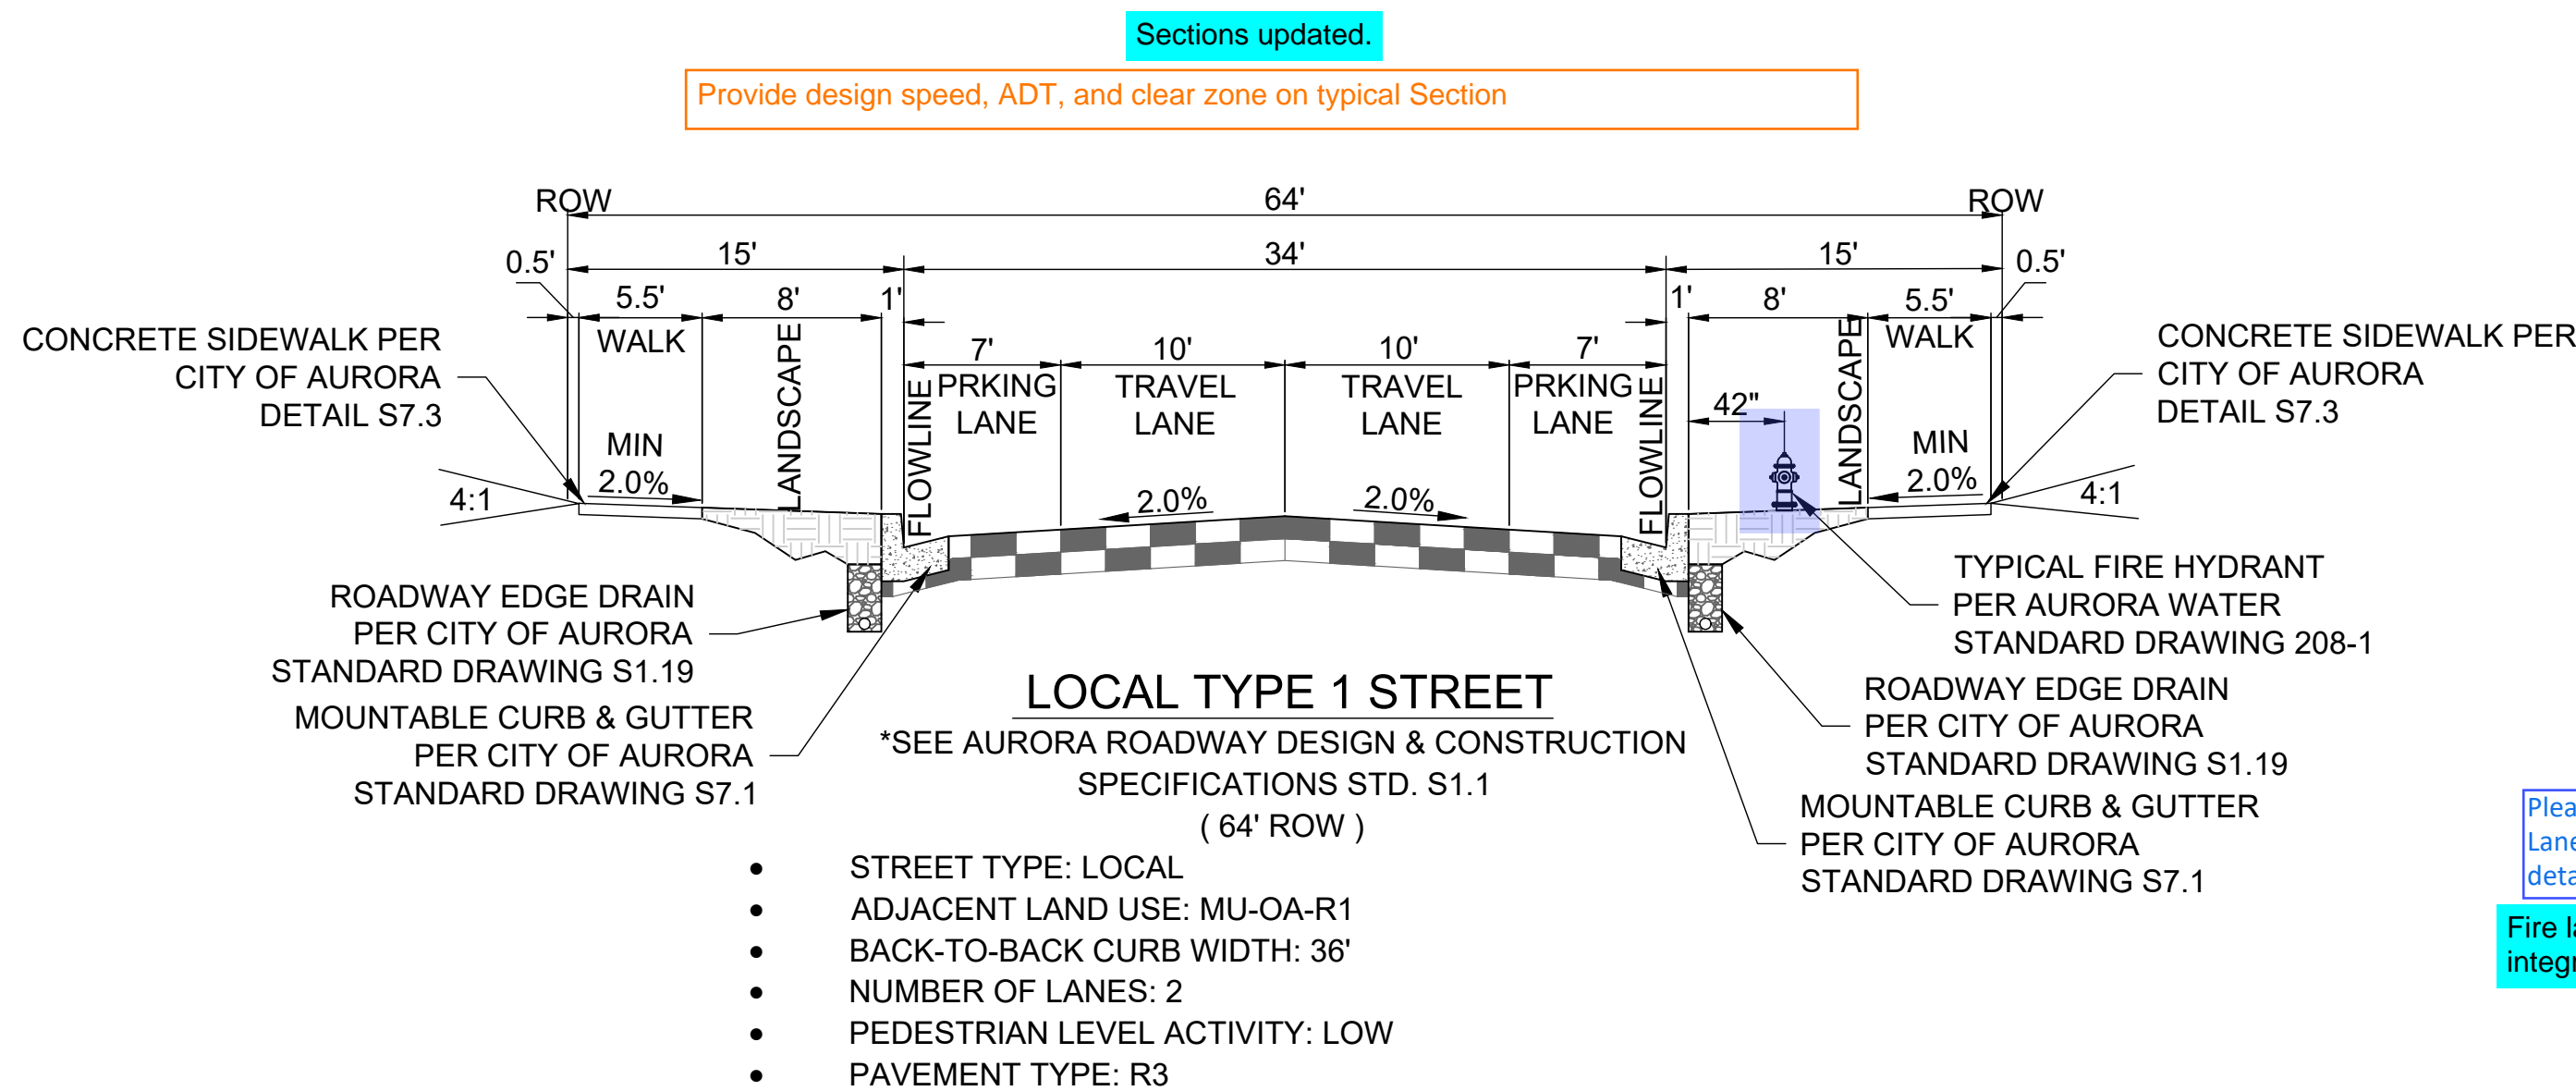 Sections updated.
Provide design speed, ADT, and clear zone on typical Section
ROW
64'
ROW
0.5'
15'
34'
15'
0.5'
5.5'
8'
1'
1'
8'
5.5'
WALK
LANDSCAPE
FLOWLINE
7'
PRKING
LANE
10'
TRAVEL
LANE
10'
TRAVEL
LANE
7'
PRKING
LANE
FLOWLINE
42"
LANDSCAPE
WALK
CONCRETE SIDEWALK PER
CITY OF AURORA
DETAIL S7.3
CONCRETE SIDEWALK PER
CITY OF AURORA
DETAIL S7.3
MIN
2.0%
2.0%
2.0%
MIN
2.0%
4:1
4:1
ROADWAY EDGE DRAIN
PER CITY OF AURORA
STANDARD DRAWING S1.19
MOUNTABLE CURB & GUTTER
PER CITY OF AURORA
STANDARD DRAWING S7.1
TYPICAL FIRE HYDRANT
PER AURORA WATER
STANDARD DRAWING 208-1
ROADWAY EDGE DRAIN
PER CITY OF AURORA
STANDARD DRAWING S1.19
MOUNTABLE CURB & GUTTER
PER CITY OF AURORA
STANDARD DRAWING S7.1
LOCAL TYPE 1 STREET
*SEE AURORA ROADWAY DESIGN & CONSTRUCTION
SPECIFICATIONS STD. S1.1
( 64' ROW )
• STREET TYPE: LOCAL
• ADJACENT LAND USE: MU-OA-R1
• BACK-TO-BACK CURB WIDTH: 36'
• NUMBER OF LANES: 2
• PEDESTRIAN LEVEL ACTIVITY: LOW
• PAVEMENT TYPE: R3
Fire